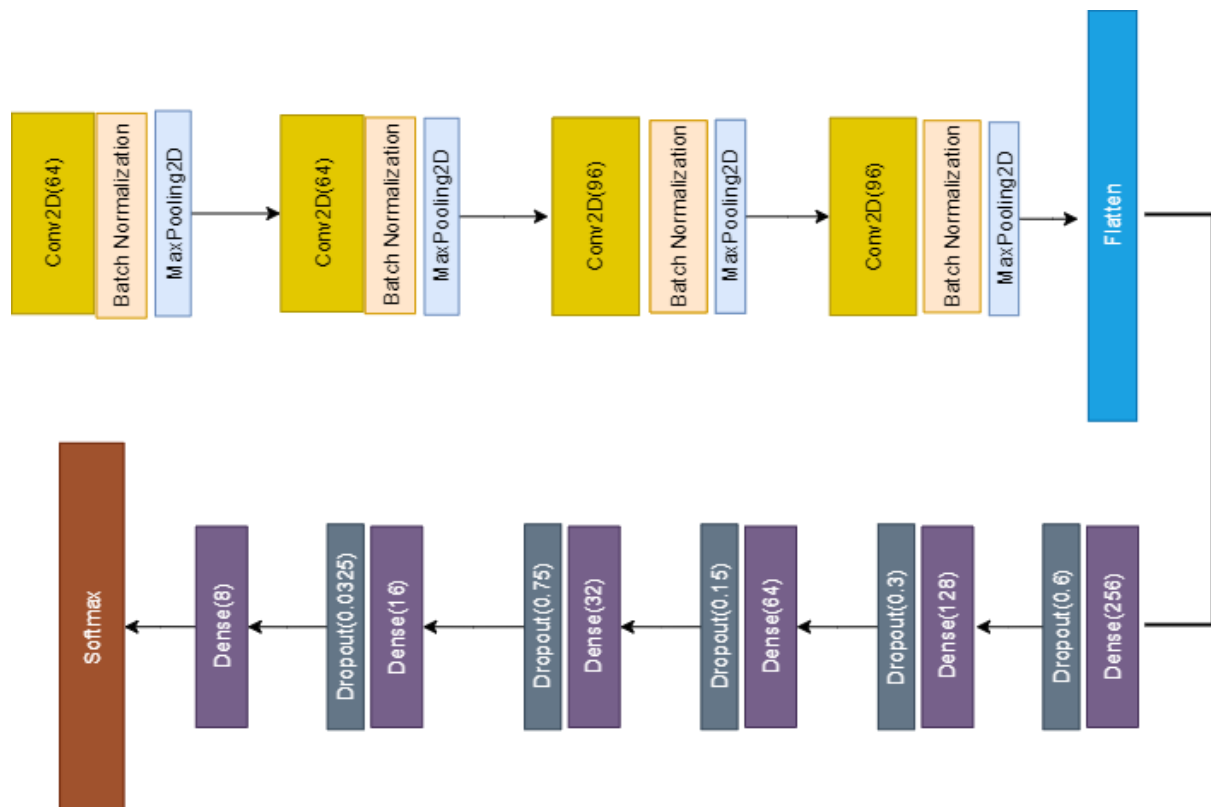 Conv2D(64)
Batch Normalization
MaxPooling2D
Conv2D(64)
Batch Normalization
MaxPooling2D
Conv2D(96)
Batch Normalization
MaxPooling2D
Conv2D(96)
Batch Normalization
MaxPooling2D
Flatten
Dense(256)
Dropout(0.6)
Dense(128)
Dropout(0.3)
Dense(64)
Dropout(0.15)
Dense(32)
Dropout(0.75)
Dense(16)
Dropout(0.0325)
Dense(8)
Softmax